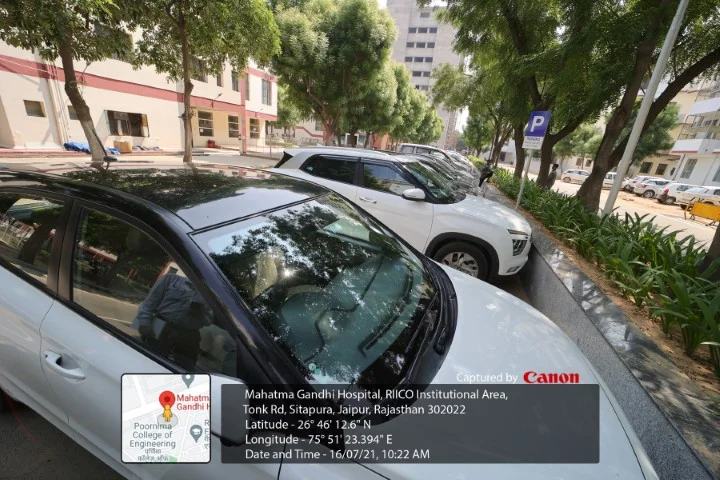 P
Captured by Canon
Mahatma Gandhi Hospital, RIICO Institutional Area,
Tonk Rd, Sitapura, Jaipur, Rajasthan 302022
Latitude - 26° 46' 12.6" N
Longitude - 75° 51' 23.394" E
Date and Time - 16/07/21, 10:22 AM
Mahatma
Gandhi H
Poornima
College of
Engineering